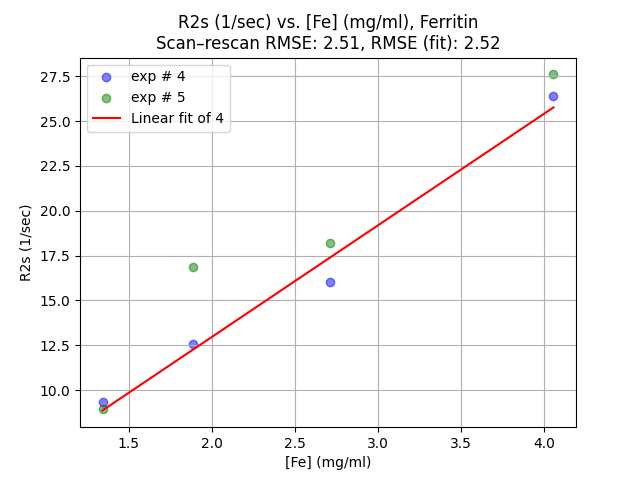 R2s (1/sec) vs. [Fe] (mg/ml), Ferritin
Scan–rescan RMSE: 2.51, RMSE (fit): 2.52
exp # 4
exp # 5
Linear fit of 4
27.5
25.0
22.5
20.0
17.5
15.0
12.5
10.0
R2s (1/sec)
1.5 2.0 2.5 3.0 3.5 4.0
[Fe] (mg/ml)